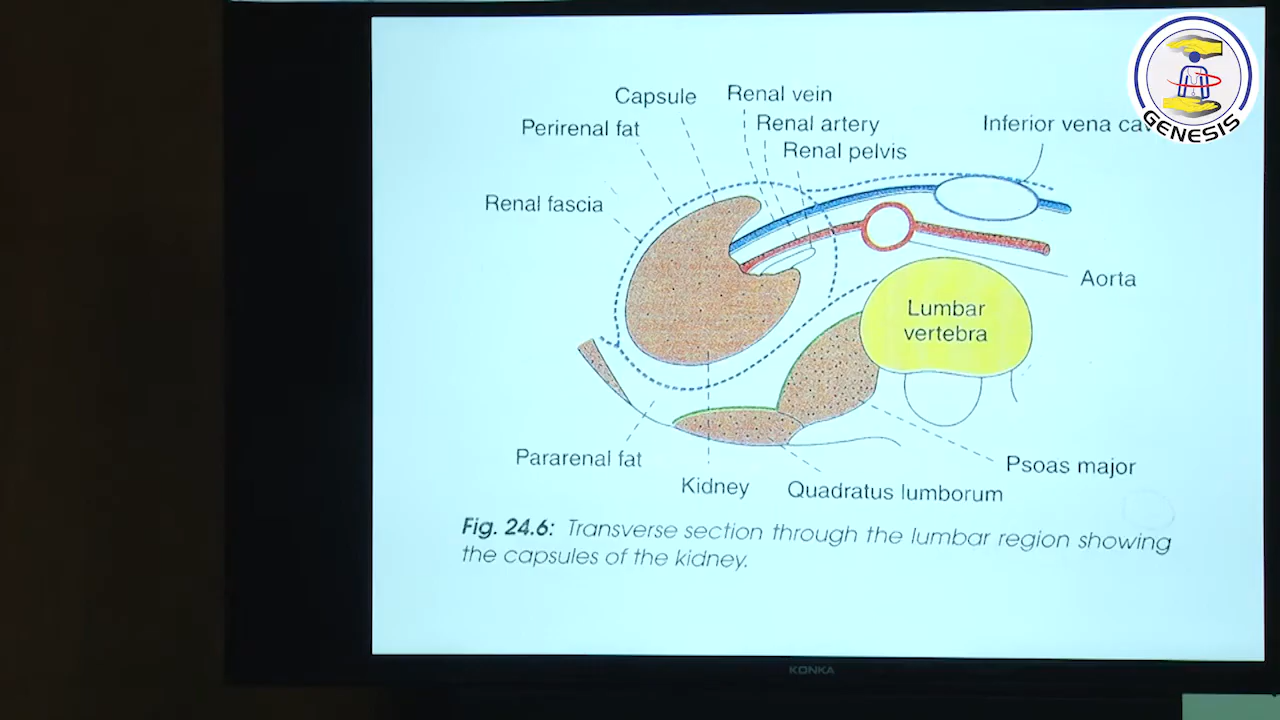 Capsule
Renal vein
Perirenal fat
Renal artery
Inferior vena
GENESIS
Renal pelvis
Renal fascia
Aorta
Lumbar
vertebra
Pararenal fat
Psoas major
Kidney
Quadratus lumborum
Fig. 24.6: Transverse section through the lumbar region showing
the capsules of the kidney.
KONKA